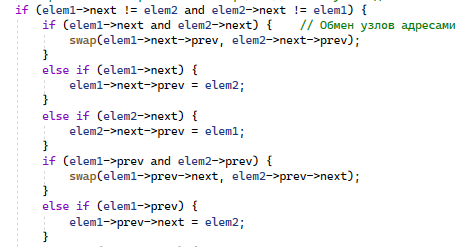 if (elem1->next != elem2 and elem2->next != elem1) {
    if (elem1->next and elem2->next) {    // Обмен узлов адресами
        swap(elem1->next->prev, elem2->next->prev);
    }
    else if (elem1->next) {
        elem1->next->prev = elem2;
    }
    else if (elem2->next) {
        elem2->next->prev = elem1;
    }
    if (elem1->prev and elem2->prev) {
        swap(elem1->prev->next, elem2->prev->next);
    }
    else if (elem1->prev) {
        elem1->prev->next = elem2;
    }